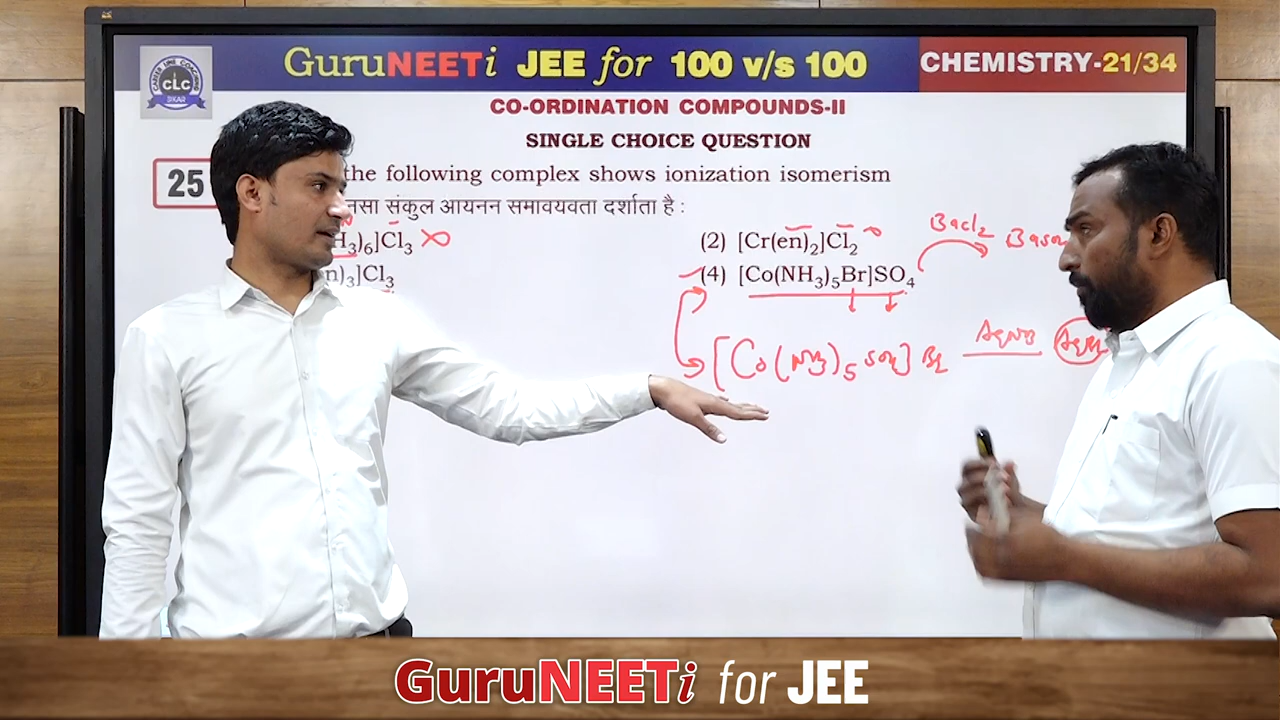 GuruNEETi JEE for 100 v/s 100
CHEMISTRY-21/34
CLC
SIKAR
CO-ORDINATION COMPOUNDS-II
SINGLE CHOICE QUESTION
25 the following complex shows ionization isomerism
नसा संकुल आयनन समावयवता दर्शाता है :
H₃)₆]Cl₃
(2) [Cr(en)₂]Cl₂
BaCl₂
n)₃]Cl₃
(4) [Co(NH₃)₅Br]SO₄
[Co(NH₃)₅SO₄] Br
AgNO₃
GuruNEETi for JEE